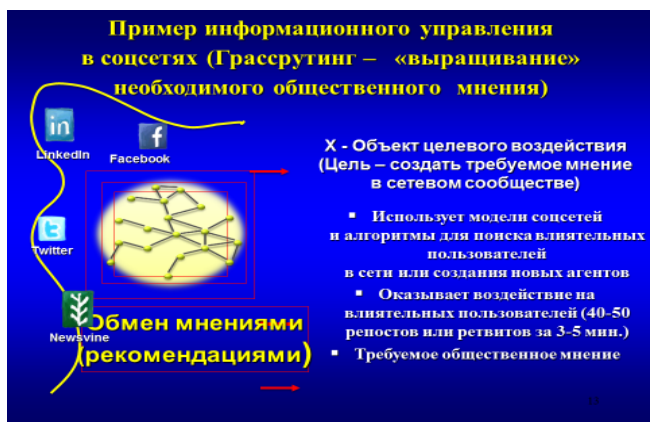 Пример информационного управления
в соцсетях (Грассрутинг – «выращивание»
необходимого общественного мнения)
in
LinkedIn
f
Facebook
t
Twitter
Newsvine
Обмен мнениями
(рекомендациями)
Х - Объект целевого воздействия
(Цель – создать требуемое мнение
в сетевом сообществе)
▪ Использует модели соцсетей
и алгоритмы для поиска влиятельных
пользователей
в сети или создания новых агентов
▪ Оказывает воздействие на
влиятельных пользователей (40-50
репостов или ретвитов за 3-5 мин.)
▪ Требуемое общественное мнение